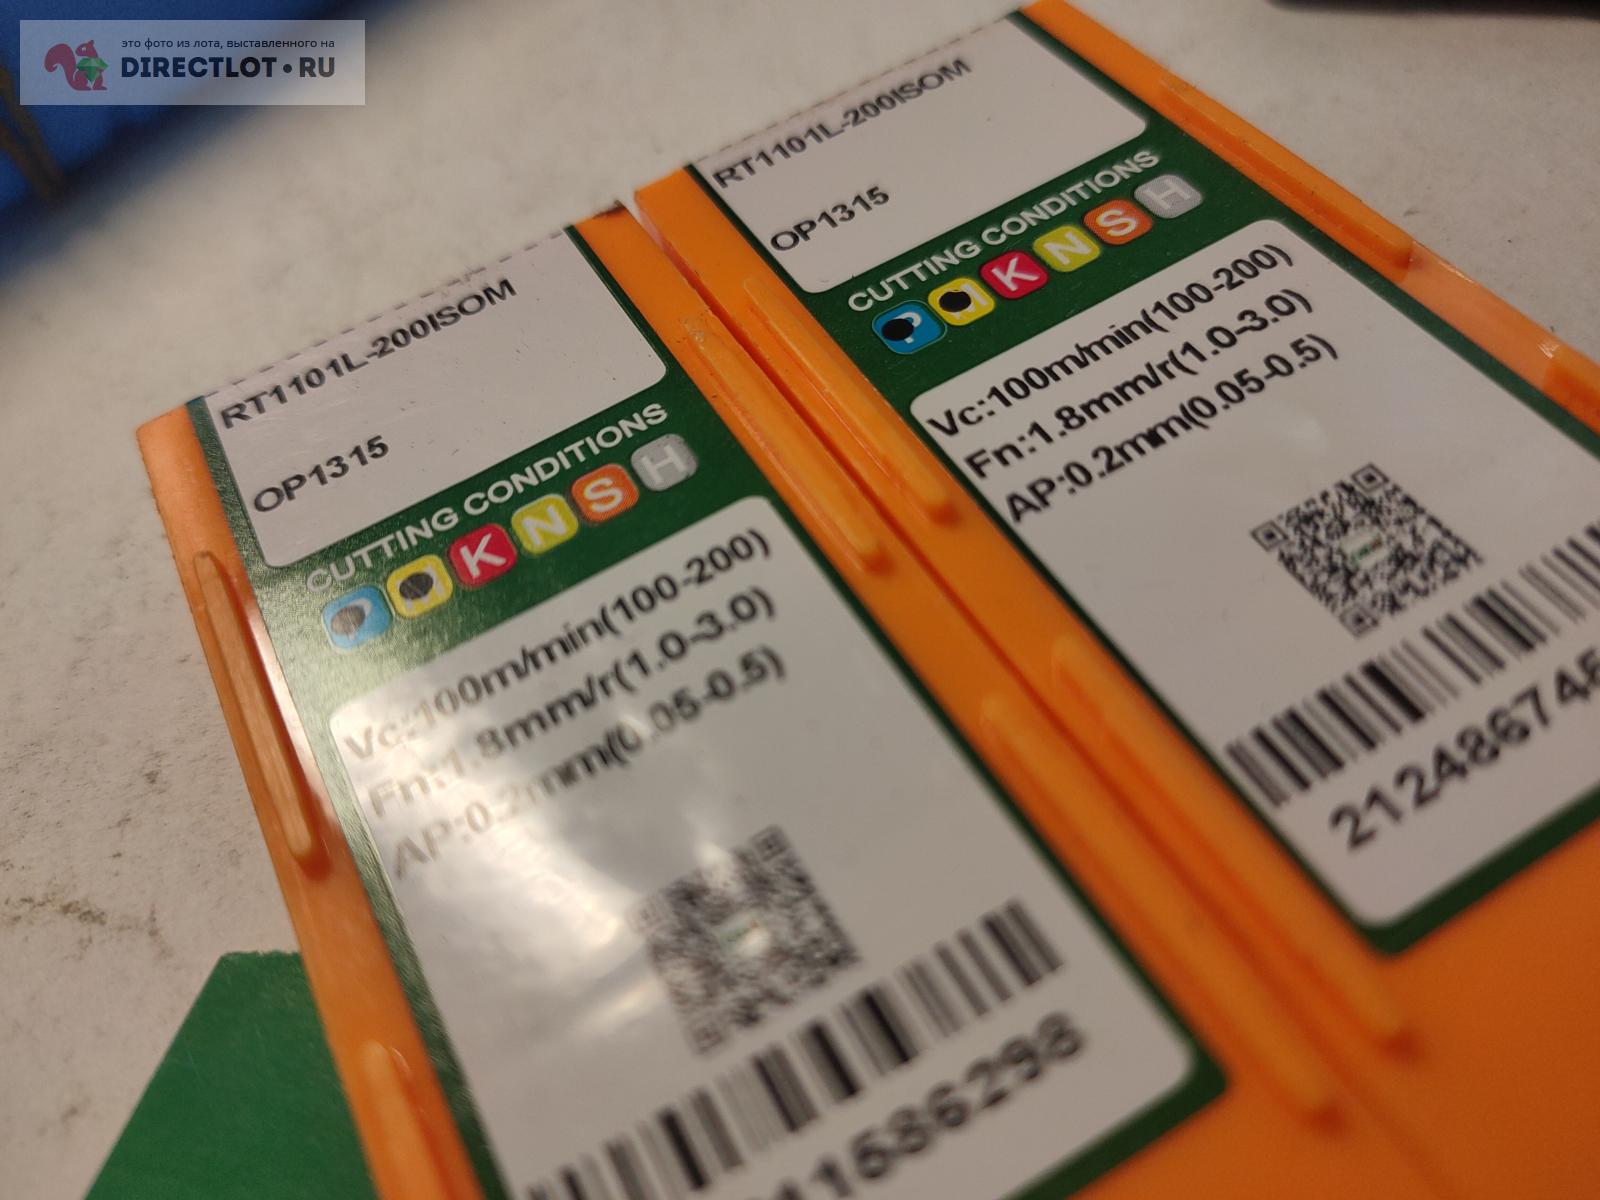 это фото из лота, выставленного на
DIRECTLOT.RU
RT1101L-200ISOM
OP1315
CUTTING CONDITIONS
P M K N S H
Vc:100m/min(100-200)
Fn:1.8mm/r(1.0-3.0)
AP:0.2mm(0.05-0.5)
11586298
RT1101L-200ISOM
OP1315
CUTTING CONDITIONS
P M K N S H
Vc:100m/min(100-200)
Fn:1.8mm/r(1.0-3.0)
AP:0.2mm(0.05-0.5)
21248674